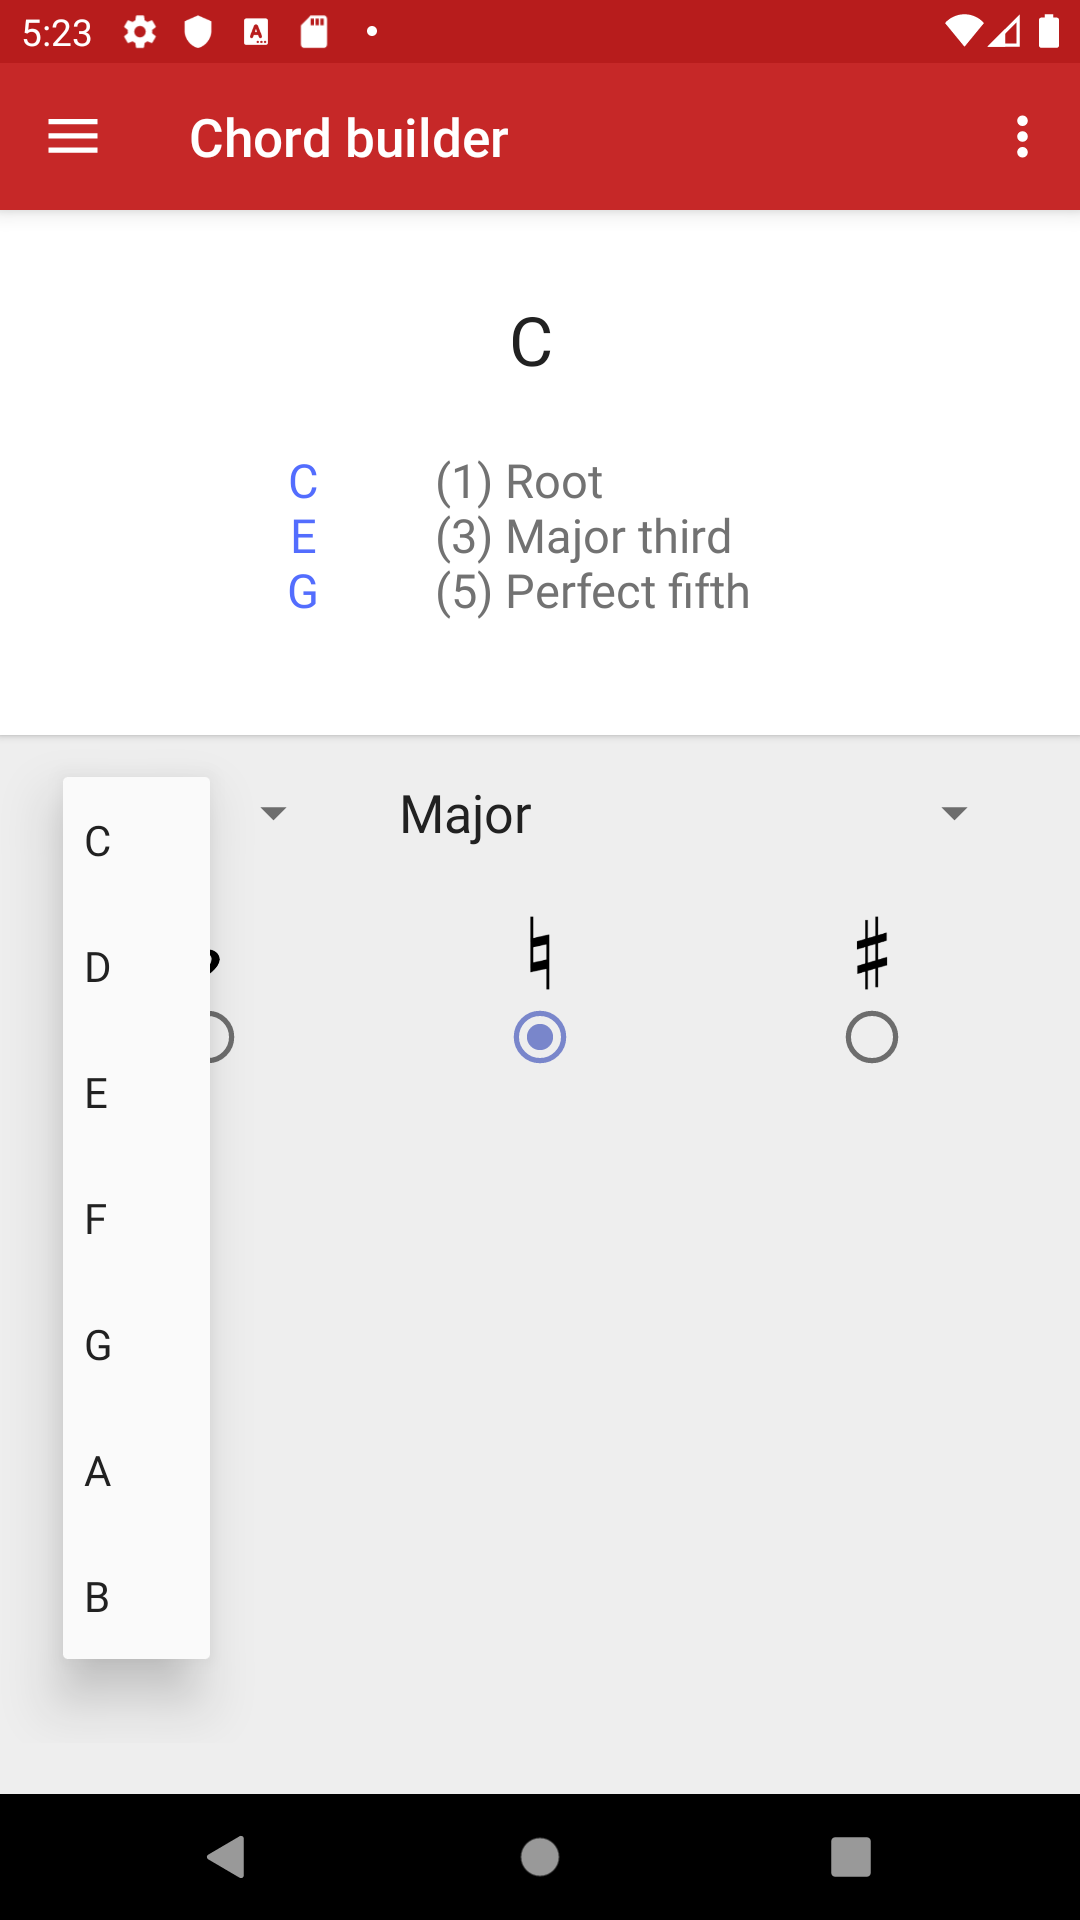 5:23
Chord builder
C
C (1) Root
E (3) Major third
G (5) Perfect fifth
Major
C
D
♮ ♯
E
F
G
A
B